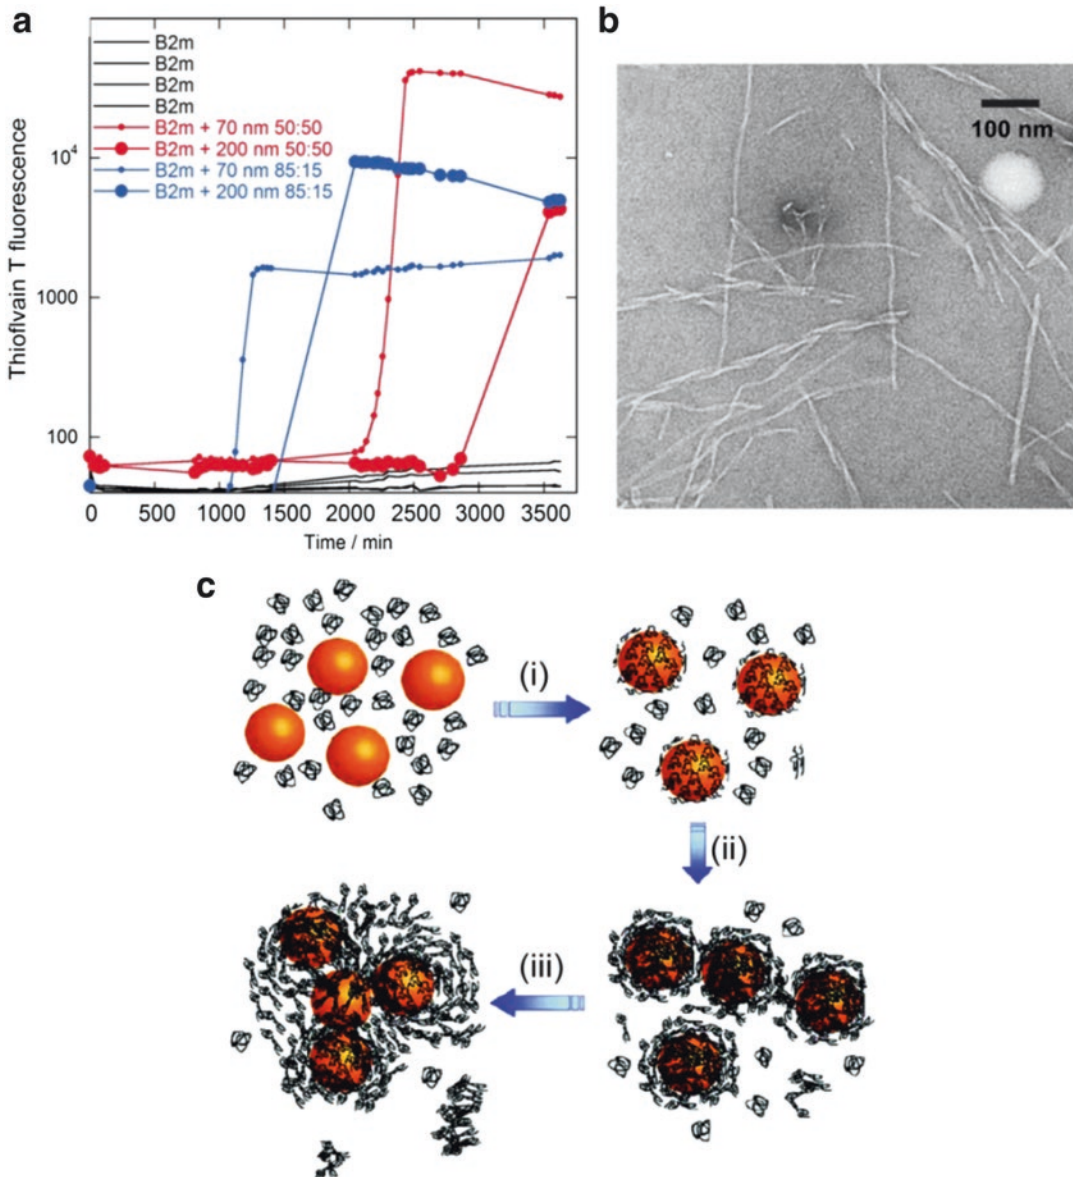 a
B2m
B2m
B2m
B2m
B2m + 70 nm 50:50
B2m + 200 nm 50:50
B2m + 70 nm 85:15
B2m + 200 nm 85:15
10^4
1000
100
Thioflvain T fluorescence
0 500 1000 1500 2000 2500 3000 3500
Time / min
b
100 nm
c
(i)
(ii)
(iii)